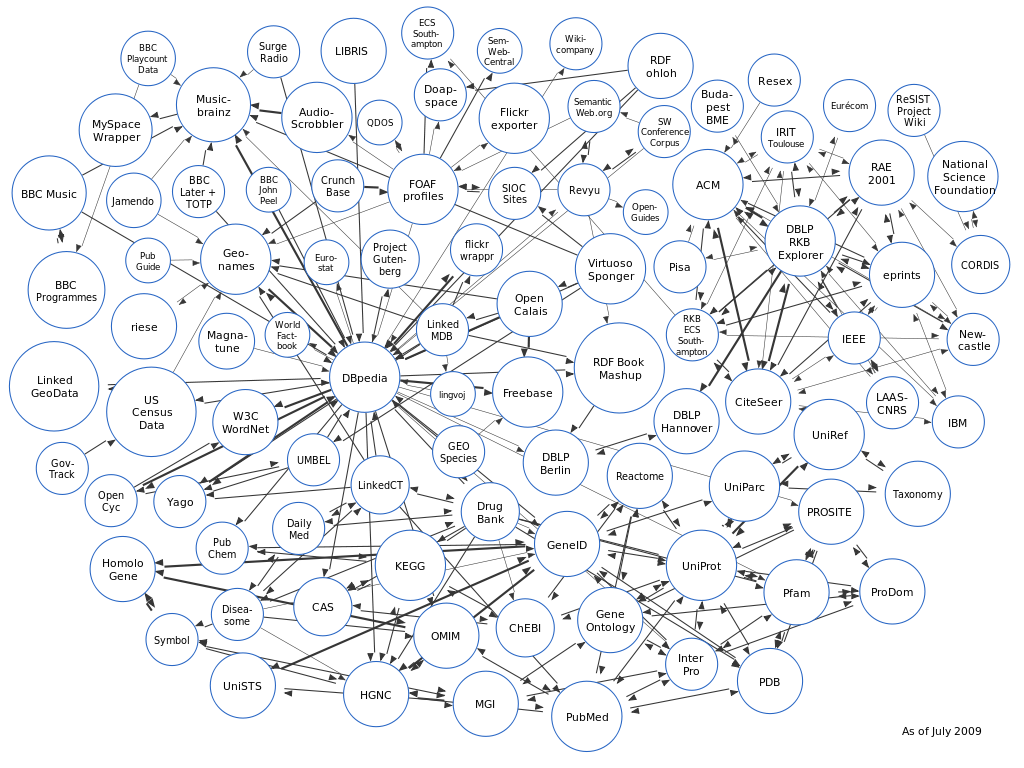 ECS
South-
ampton
BBC
Playcount
Data
Surge
Radio
LIBRIS
Sem-
Web-
Central
Wiki-
company
RDF
ohloh
Doap-
space
Resex
Music-
brainz
Audio-
Scrobbler
QDOS
Flickr
exporter
Semantic
Web.org
SW
Conference
Corpus
Buda-
pest
BME
Eurécom
ReSIST
Project
Wiki
MySpace
Wrapper
IRIT
Toulouse
BBC Music
Jamendo
BBC
Later +
TOTP
BBC
John
Peel
Crunch
Base
FOAF
profiles
SIOC
Sites
Revyu
Open-
Guides
ACM
RAE
2001
National
Science
Foundation
DBLP
RKB
Explorer
Pub
Guide
Geo-
names
Euro-
stat
Project
Guten-
berg
flickr
wrappr
Virtuoso
Sponger
Pisa
eprints
CORDIS
BBC
Programmes
Open
Calais
riese
Magna-
tune
World
Fact-
book
Linked
MDB
RKB
ECS
South-
ampton
IEEE
New-
castle
RDF Book
Mashup
DBpedia
lingvoj
Freebase
Linked
GeoData
US
Census
Data
W3C
WordNet
DBLP
Hannover
CiteSeer
LAAS-
CNRS
IBM
Gov-
Track
UMBEL
GEO
Species
DBLP
Berlin
UniRef
Open
Cyc
Yago
LinkedCT
Reactome
UniParc
Taxonomy
Drug
Bank
PROSITE
Daily
Med
Pub
Chem
GeneID
Homolo
Gene
KEGG
UniProt
Pfam
ProDom
CAS
Disea-
some
Symbol
OMIM
ChEBI
Gene
Ontology
Inter
Pro
UniSTS
HGNC
MGI
PubMed
PDB
As of July 2009